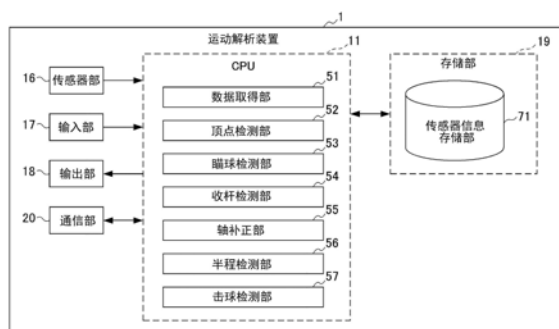 1
运动解析装置
11
CPU
19
存储部
16
传感器部
17
输入部
18
输出部
20
通信部
51
数据取得部
52
顶点检测部
53
瞄球检测部
54
收杆检测部
55
轴补正部
56
半程检测部
57
击球检测部
传感器信息
存储部
71